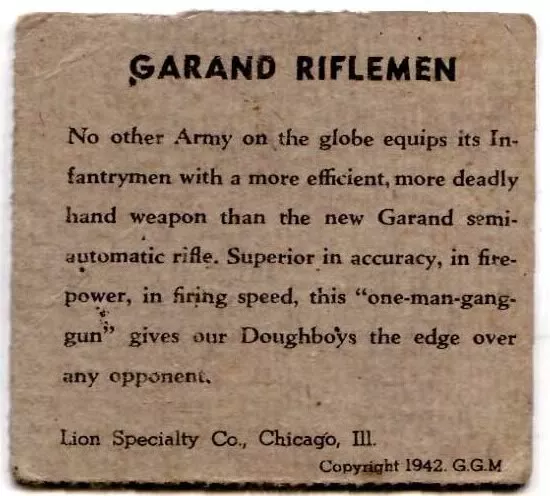 GARAND RIFLEMEN
No other Army on the globe equips its In-
fantrymen with a more efficient, more deadly
hand weapon than the new Garand semi-
automatic rifle. Superior in accuracy, in fire-
power, in firing speed, this "one-man-gang-
gun" gives our Doughboys the edge over
any opponent.
Lion Specialty Co., Chicago, Ill.
Copyright 1942. G.G.M